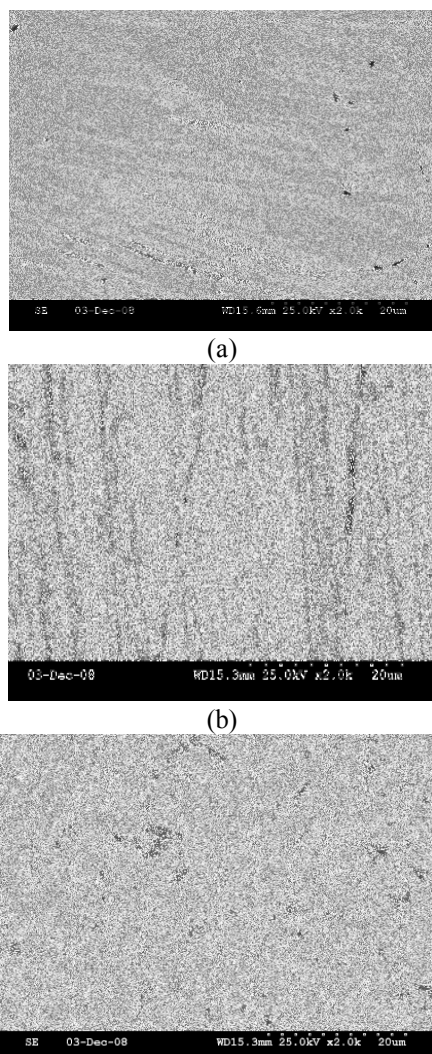 SE 03-Dec-08 WD15.6mm 25.0kV x2.0k 20um
(a)
03-Dec-08 WD15.3mm 25.0kV x2.0k 20um
(b)
SE 03-Dec-08 WD15.3mm 25.0kV x2.0k 20um